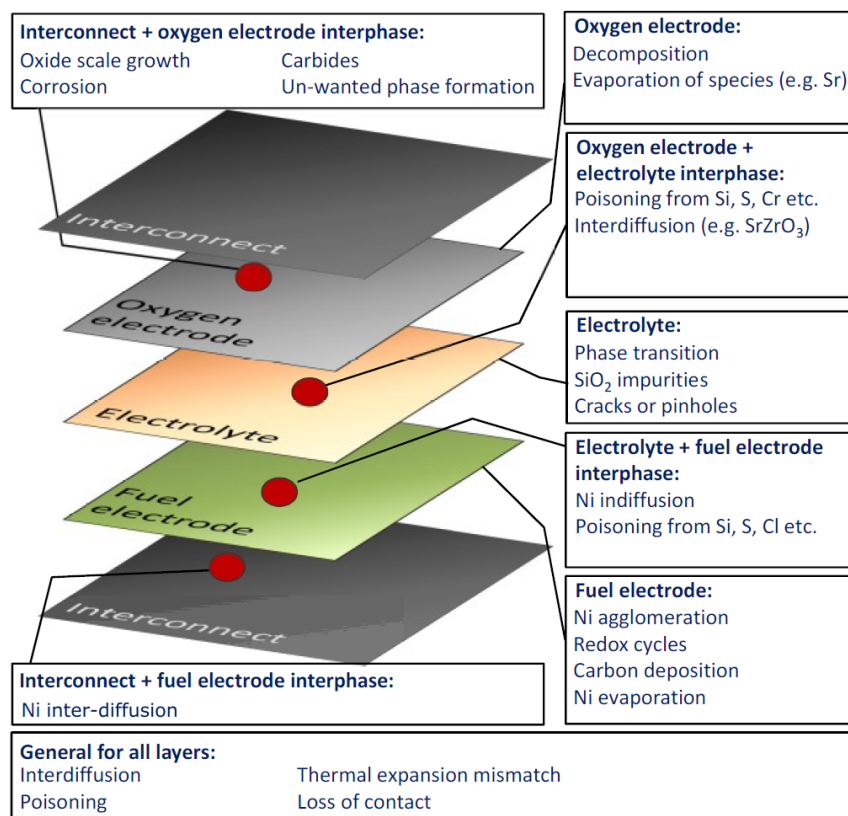 Interconnect + oxygen electrode interphase:
Oxide scale growth Carbides
Corrosion Un-wanted phase formation
Oxygen electrode:
Decomposition
Evaporation of species (e.g. Sr)
Oxygen electrode +
electrolyte interphase:
Poisoning from Si, S, Cr etc.
Interdiffusion (e.g. SrZrO₃)
Electrolyte:
Phase transition
SiO₂ impurities
Cracks or pinholes
Electrolyte + fuel electrode
interphase:
Ni indiffusion
Poisoning from Si, S, Cl etc.
Fuel electrode:
Ni agglomeration
Redox cycles
Carbon deposition
Ni evaporation
Interconnect
Oxygen
electrode
Electrolyte
Fuel
electrode
Interconnect
Interconnect + fuel electrode interphase:
Ni inter-diffusion
General for all layers:
Interdiffusion Thermal expansion mismatch
Poisoning Loss of contact